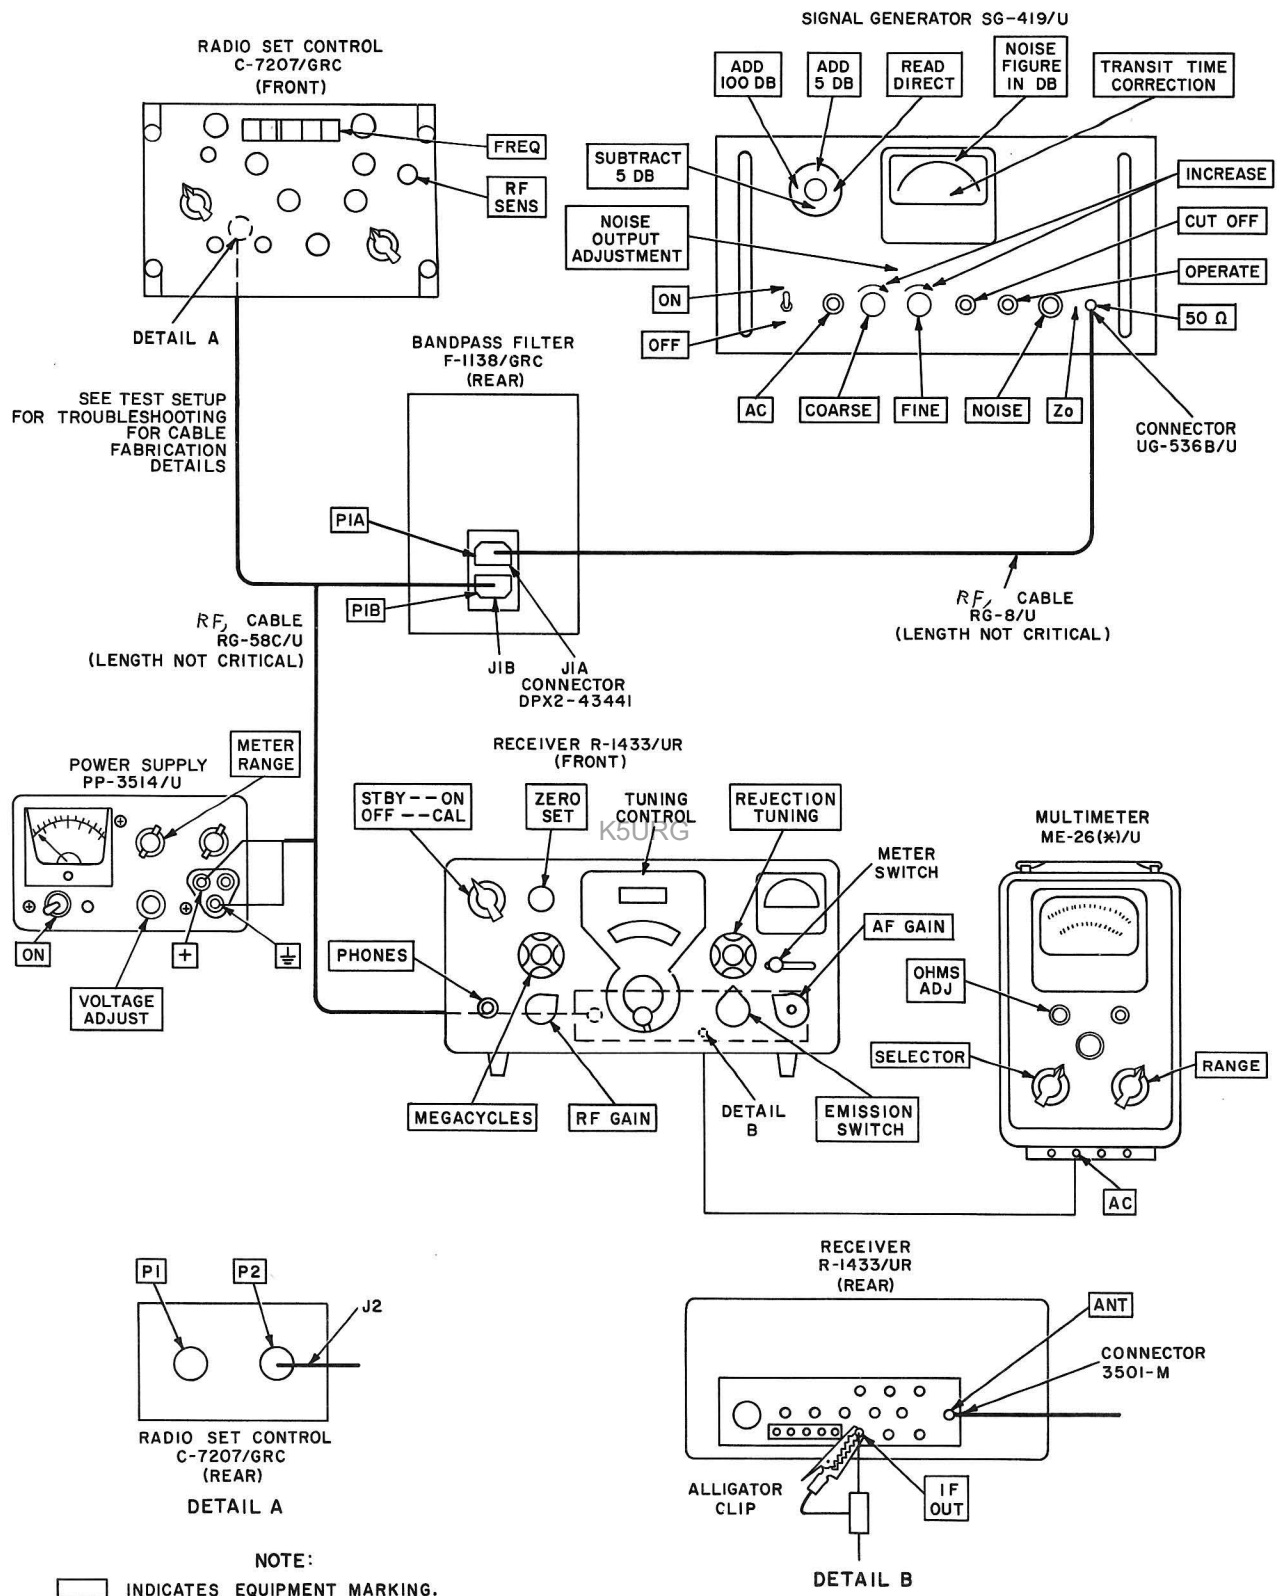 SIGNAL GENERATOR SG-419/U
RADIO SET CONTROL
C-7207/GRC
(FRONT)
ADD
100 DB
ADD
5 DB
READ
DIRECT
NOISE
FIGURE
IN DB
TRANSIT TIME
CORRECTION
FREQ
RF
SENS
SUBTRACT
5 DB
NOISE
OUTPUT
ADJUSTMENT
ON
OFF
INCREASE
CUT OFF
OPERATE
50 Ω
DETAIL A
BANDPASS FILTER
F-1138/GRC
(REAR)
AC
COARSE
FINE
NOISE
Zo
CONNECTOR
UG-536B/U
SEE TEST SETUP
FOR TROUBLESHOOTING
FOR CABLE
FABRICATION
DETAILS
P1A
P1B
RF, CABLE
RG-58C/U
(LENGTH NOT CRITICAL)
RF, CABLE
RG-8/U
(LENGTH NOT CRITICAL)
J1B
J1A
CONNECTOR
DPX2-43441
POWER SUPPLY
PP-3514/U
METER
RANGE
RECEIVER R-1433/UR
(FRONT)
STBY--ON
OFF--CAL
ZERO
SET
TUNING
CONTROL
REJECTION
TUNING
K5URG
METER
SWITCH
MULTIMETER
ME-26(*)/U
ON
+
VOLTAGE
ADJUST
PHONES
AF GAIN
OHMS
ADJ
SELECTOR
RANGE
MEGACYCLES
RF GAIN
DETAIL
B
EMISSION
SWITCH
AC
P1
P2
J2
RADIO SET CONTROL
C-7207/GRC
(REAR)
DETAIL A
RECEIVER
R-1433/UR
(REAR)
ANT
CONNECTOR
3501-M
ALLIGATOR
CLIP
IF
OUT
DETAIL B
NOTE:
INDICATES EQUIPMENT MARKING.